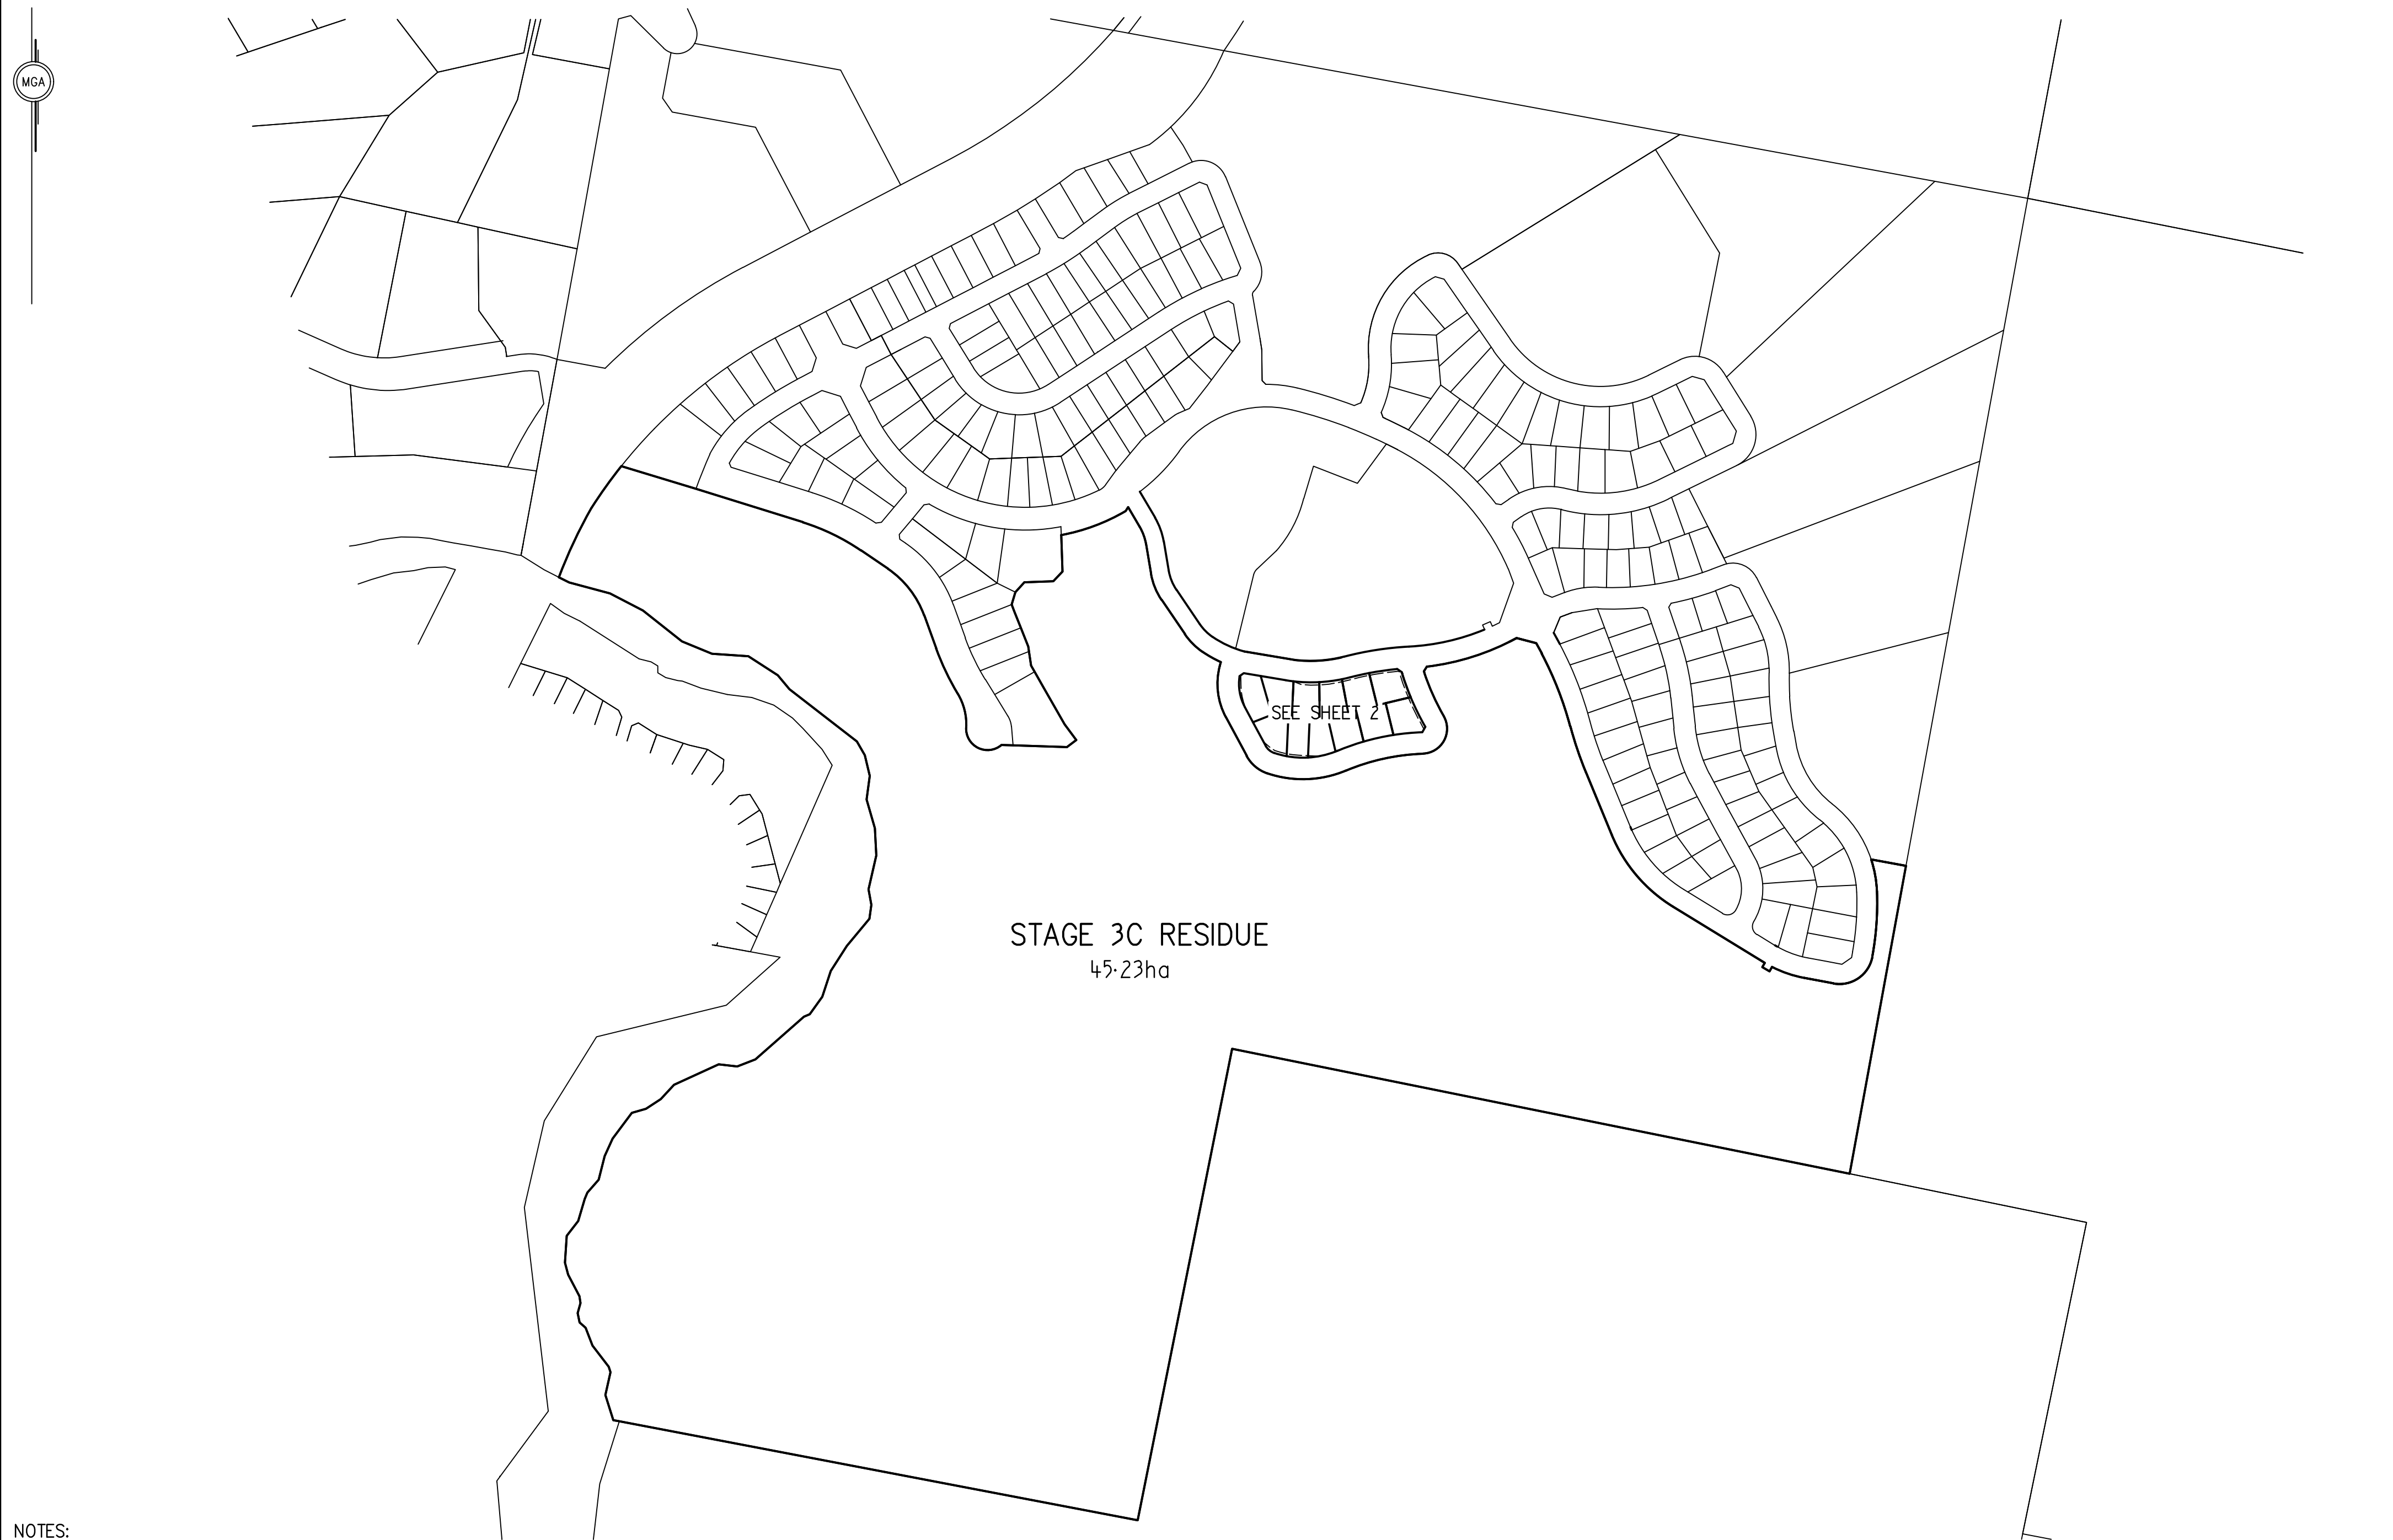 MGA
SEE SHEET 2
STAGE 3C RESIDUE
45·23ha
NOTES: